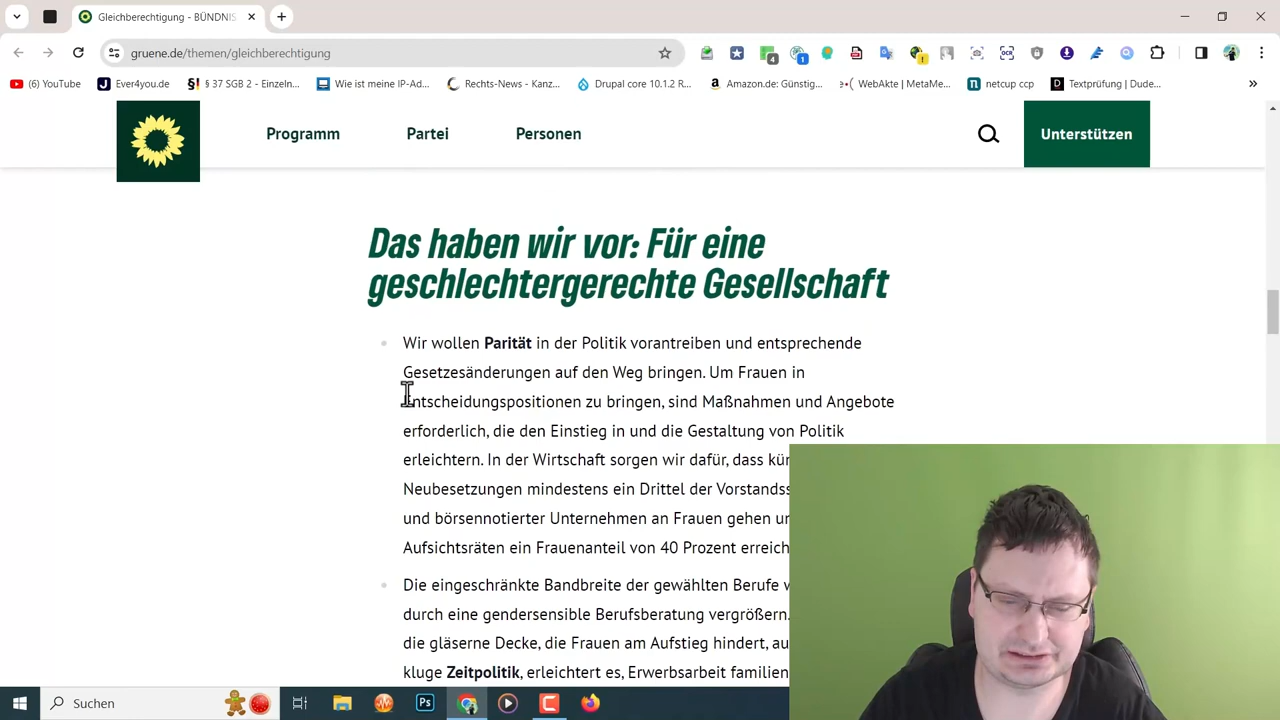 Gleichberechtigung - BÜNDNIS
gruene.de/themen/gleichberechtigung
4
1
(6) YouTube
Ever4you.de
§ 37 SGB 2 - Einzeln...
Wie ist meine IP-Ad...
Rechts-News - Kanz...
Drupal core 10.1.2 R...
Amazon.de: Günstig...
WebAkte | MetaMe...
netcup ccp
Textprüfung | Dude...
Programm
Partei
Personen
Unterstützen
Das haben wir vor: Für eine
geschlechtergerechte Gesellschaft
Wir wollen Parität in der Politik vorantreiben und entsprechende
Gesetzesänderungen auf den Weg bringen. Um Frauen in
Entscheidungspositionen zu bringen, sind Maßnahmen und Angebote
erforderlich, die den Einstieg in und die Gestaltung von Politik
erleichtern. In der Wirtschaft sorgen wir dafür, dass kün
Neubesetzungen mindestens ein Drittel der Vorstandss
und börsennotierter Unternehmen an Frauen gehen un
Aufsichtsräten ein Frauenanteil von 40 Prozent erreich
Die eingeschränkte Bandbreite der gewählten Berufe w
durch eine gendersensible Berufsberatung vergrößern.
die gläserne Decke, die Frauen am Aufstieg hindert, au
kluge Zeitpolitik, erleichtert es, Erwerbsarbeit familien
Suchen
Ps